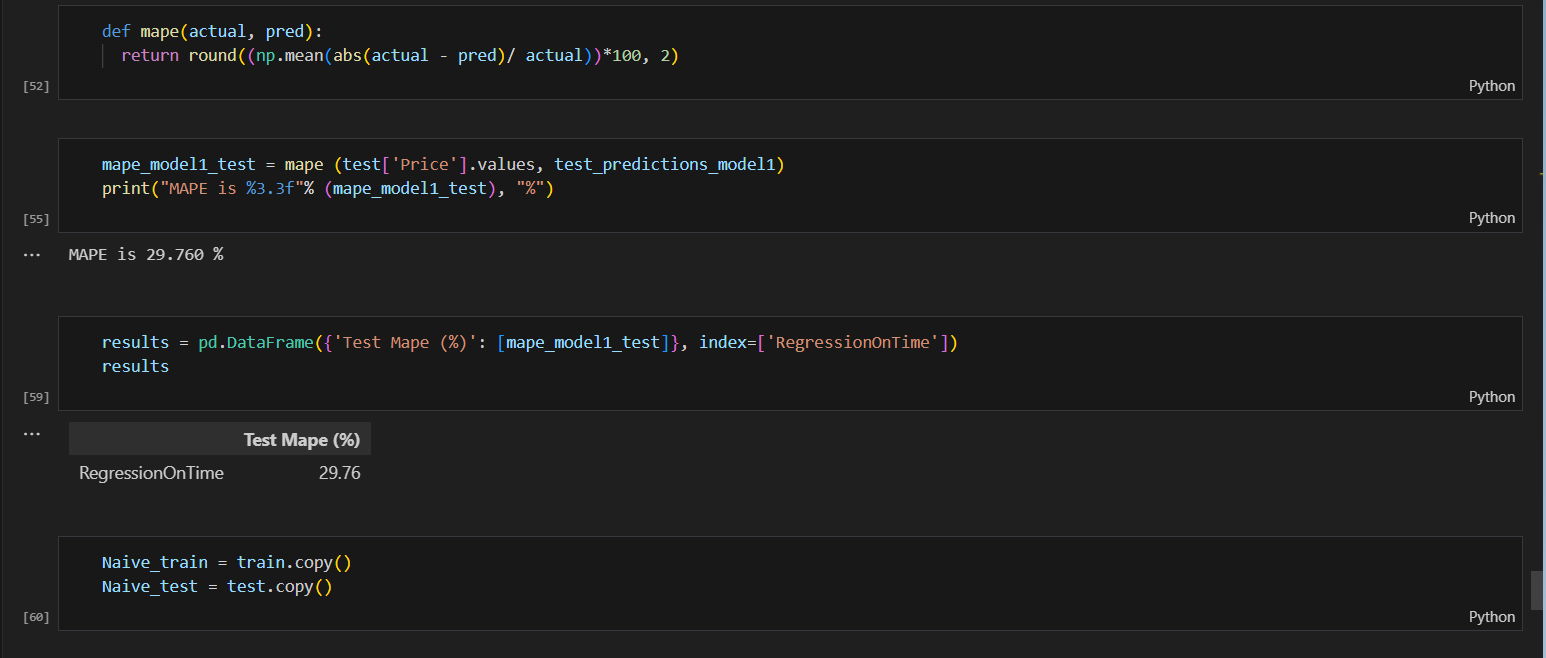 def mape(actual, pred):
return round((np.mean(abs(actual - pred)/ actual))*100, 2)
[52]
Python
mape_model1_test = mape (test['Price'].values, test_predictions_model1)
print("MAPE is %3.3f"% (mape_model1_test), "%")
[55]
Python
... MAPE is 29.760 %
results = pd.DataFrame({'Test Mape (%)': [mape_model1_test]}, index=['RegressionOnTime'])
results
[59]
Python
...
Test Mape (%)
RegressionOnTime 29.76
Naive_train = train.copy()
Naive_test = test.copy()
[60]
Python